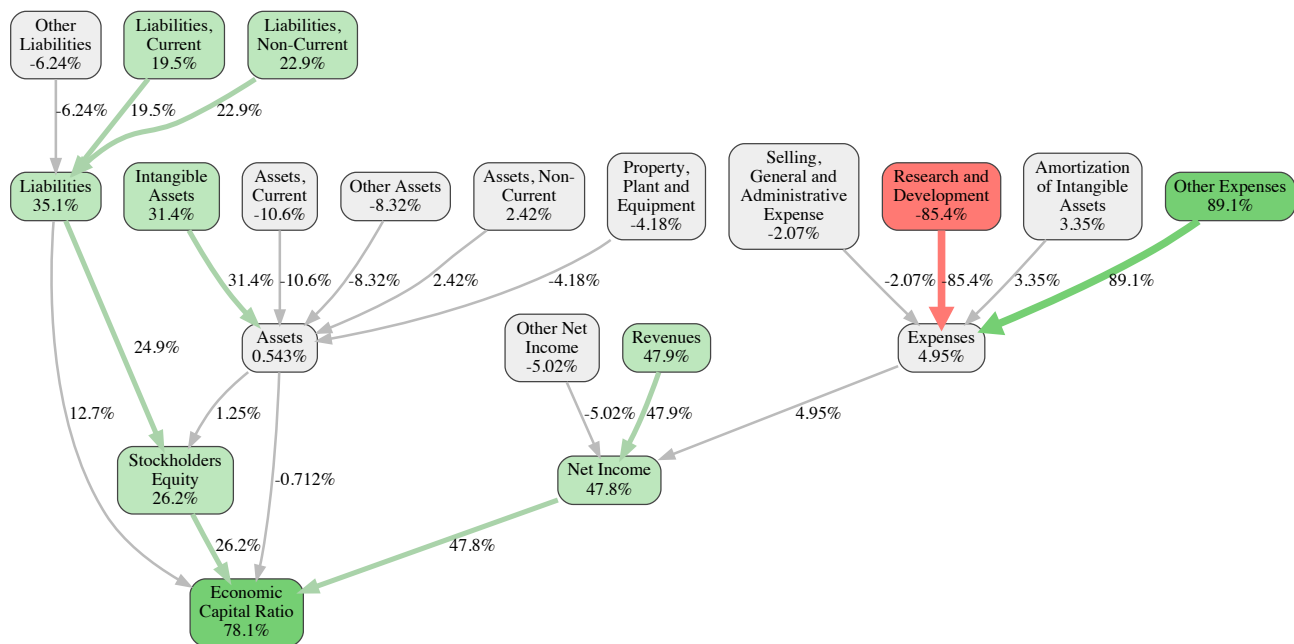 Other
Liabilities
-6.24%
Liabilities,
Current
19.5%
Liabilities,
Non-Current
22.9%
-6.24%
19.5%
22.9%
Liabilities
35.1%
Intangible
Assets
31.4%
Assets,
Current
-10.6%
Other Assets
-8.32%
Assets, Non-
Current
2.42%
Property,
Plant and
Equipment
-4.18%
Selling,
General and
Administrative
Expense
-2.07%
Research and
Development
-85.4%
Amortization
of Intangible
Assets
3.35%
Other Expenses
89.1%
31.4%
-10.6%
-8.32%
2.42%
-4.18%
-2.07%
-85.4%
3.35%
89.1%
24.9%
Assets
0.543%
Other Net
Income
-5.02%
Revenues
47.9%
Expenses
4.95%
12.7%
1.25%
-5.02%
47.9%
4.95%
Stockholders
Equity
26.2%
-0.712%
Net Income
47.8%
26.2%
47.8%
Economic
Capital Ratio
78.1%